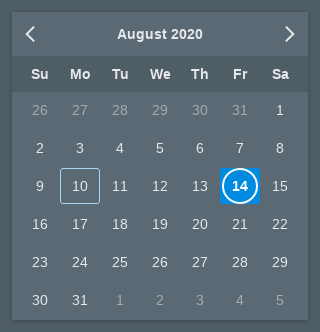 August 2020
Su Mo Tu We Th Fr Sa
26 27 28 29 30 31 1
2 3 4 5 6 7 8
9 10 11 12 13 14 15
16 17 18 19 20 21 22
23 24 25 26 27 28 29
30 31 1 2 3 4 5